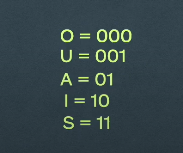 O = 000
U = 001
A = 01
I = 10
S = 11